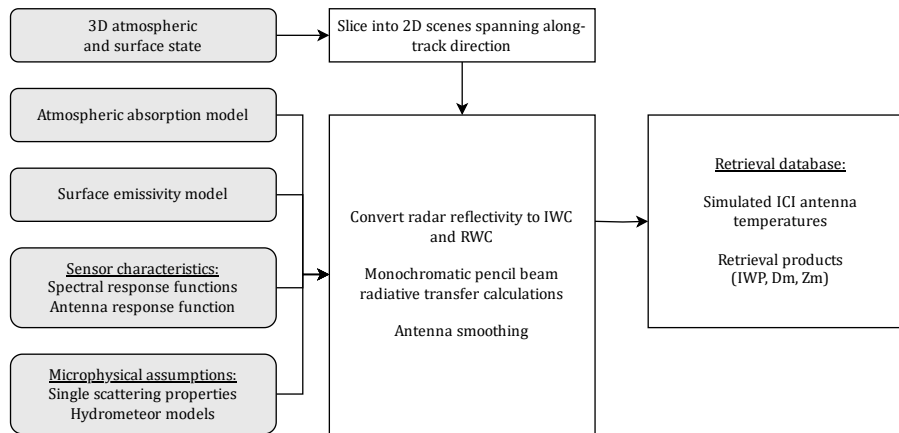 3D atmospheric
and surface state
Slice into 2D scenes spanning along-
track direction
Atmospheric absorption model
Surface emissivity model
Sensor characteristics:
Spectral response functions
Antenna response function
Microphysical assumptions:
Single scattering properties
Hydrometeor models
Convert radar reflectivity to IWC
and RWC
Monochromatic pencil beam
radiative transfer calculations
Antenna smoothing
Retrieval database:
Simulated ICI antenna
temperatures
Retrieval products
(IWP, Dm, Zm)